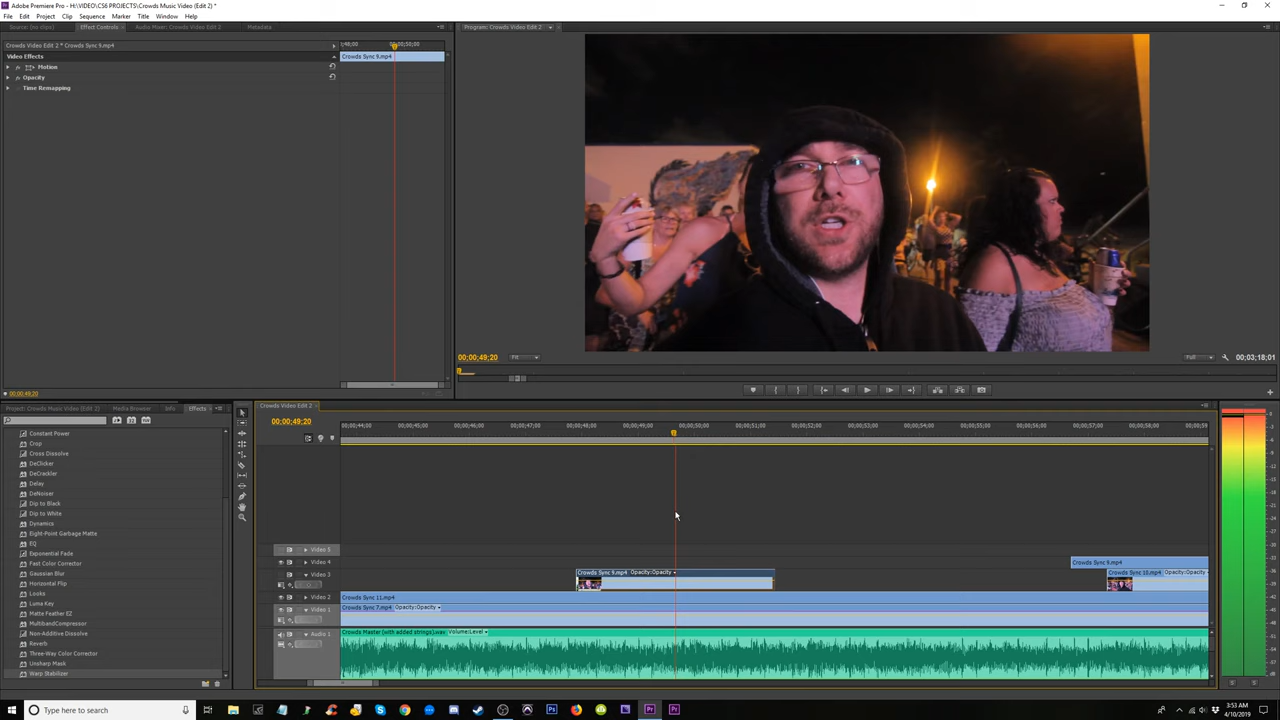 Adobe Premiere Pro - H:\VIDEO\CS6 PROJECTS\Crowds Music Video (Edit 2) *
File Edit Project Clip Sequence Marker Title Window Help
Source: (no clips) Effect Controls Audio Mixer: Crowds Video Edit 2 Metadata
Program: Crowds Video Edit 2
Crowds Video Edit 2 * Crowds Sync 9.mp4
Video Effects
Crowds Sync 9.mp4
fx Motion
fx Opacity
Time Remapping
00;00;49;20
00;00;49;20 Fit Full 00;03;18;01
Project: Crowds Music Video (Edit 2) Media Browser Info Effects
Constant Power
Crop
Cross Dissolve
DeClicker
DeCrackler
Delay
DeNoiser
Dip to Black
Dip to White
Dynamics
Eight-Point Garbage Matte
EQ
Exponential Fade
Fast Color Corrector
Gaussian Blur
Horizontal Flip
Looks
Luma Key
Matte Feather EZ
MultibandCompressor
Non-Additive Dissolve
Reverb
Three-Way Color Corrector
Unsharp Mask
Warp Stabilizer
Crowds Video Edit 2
00;00;49;20
00;00;44;00 00;00;45;00 00;00;46;00 00;00;47;00 00;00;48;00 00;00;49;00 00;00;50;00 00;00;51;00 00;00;52;00 00;00;53;00 00;00;54;00 00;00;55;00 00;00;56;00 00;00;57;00 00;00;58;00 00;00;59
Video 5
Video 4 Crowds Sync 9.mp4
Video 3 Crowds Sync 9.mp4 Opacity:Opacity Crowds Sync 15.mp4 Opacity:Opacity
Video 2 Crowds Sync 11.mp4
Video 1 Crowds Sync 7.mp4 Opacity:Opacity
Audio 1 Crowds Master (with added strings).wav Volume:Level
Type here to search
3:53 AM
4/10/2019